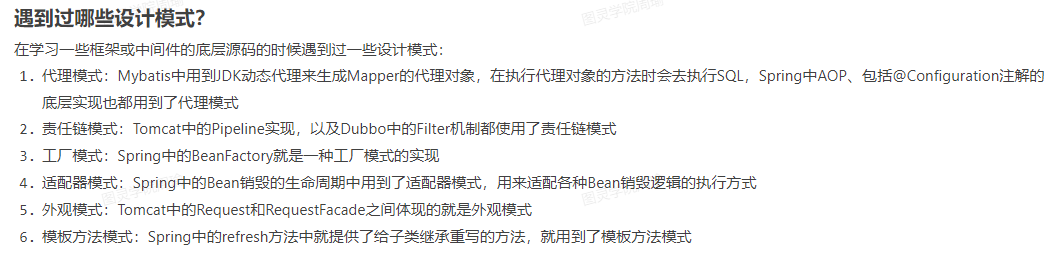 遇到过哪些设计模式？
在学习一些框架或中间件的底层源码的时候遇到过一些设计模式：
1. 代理模式：Mybatis中用到JDK动态代理来生成Mapper的代理对象，在执行代理对象的方法时会去执行SQL，Spring中AOP、包括@Configuration注解的
底层实现也都用到了代理模式
2. 责任链模式：Tomcat中的Pipeline实现，以及Dubbo中的Filter机制都使用了责任链模式
3. 工厂模式：Spring中的BeanFactory就是一种工厂模式的实现
4. 适配器模式：Spring中的Bean销毁的生命周期中用到了适配器模式，用来适配各种Bean销毁逻辑的执行方式
5. 外观模式：Tomcat中的Request和RequestFacade之间体现的就是外观模式
6. 模板方法模式：Spring中的refresh方法中就提供了给子类继承重写的方法，就用到了模板方法模式